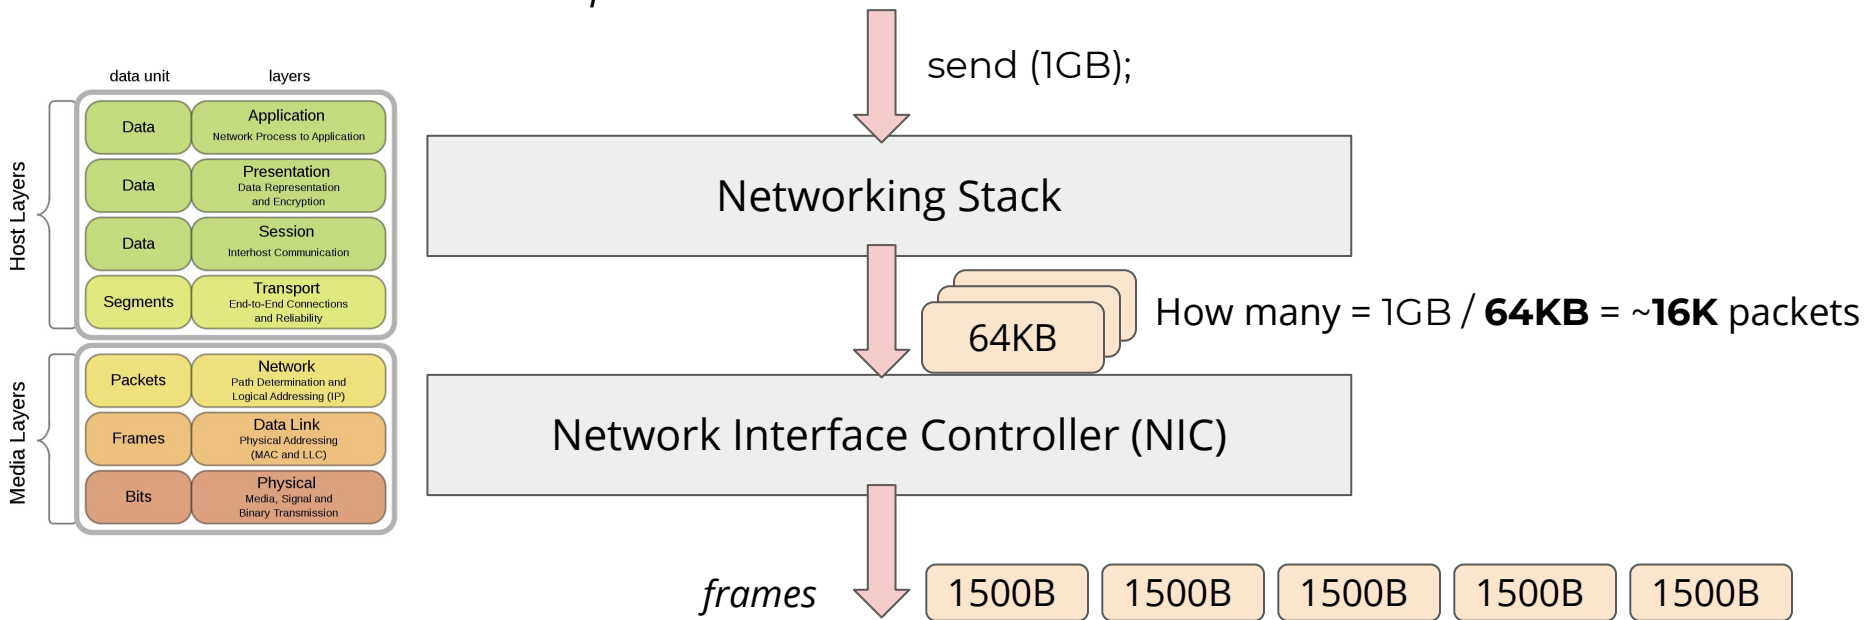 send (1GB);
data unit layers
Host Layers
Data Application
Network Process to Application
Data Presentation
Data Representation
and Encryption
Data Session
Interhost Communication
Segments Transport
End-to-End Connections
and Reliability
Media Layers
Packets Network
Path Determination and
Logical Addressing (IP)
Frames Data Link
Physical Addressing
(MAC and LLC)
Bits Physical
Media, Signal and
Binary Transmission
Networking Stack
64KB
How many = 1GB / 64KB = ~16K packets
Network Interface Controller (NIC)
frames 1500B 1500B 1500B 1500B 1500B